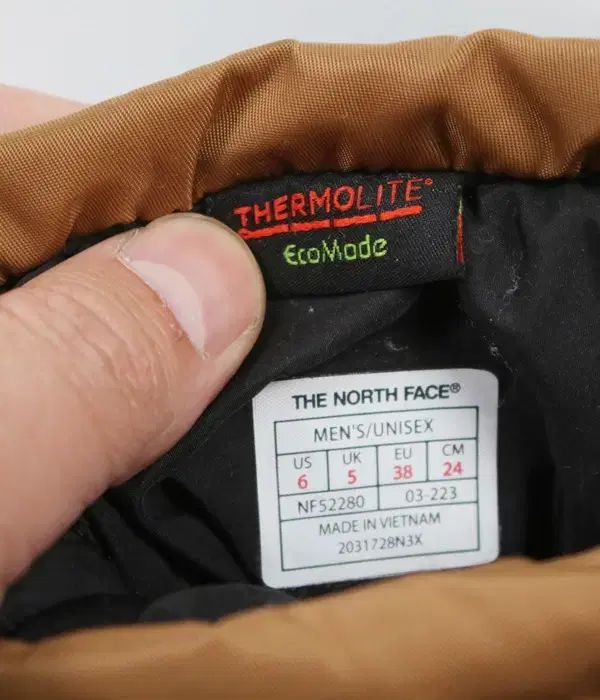 THERMOLITE®
EcoMade
THE NORTH FACE®
MEN'S/UNISEX
US UK EU CM
6 5 38 24
NF52280 03-223
MADE IN VIETNAM
2031728N3X